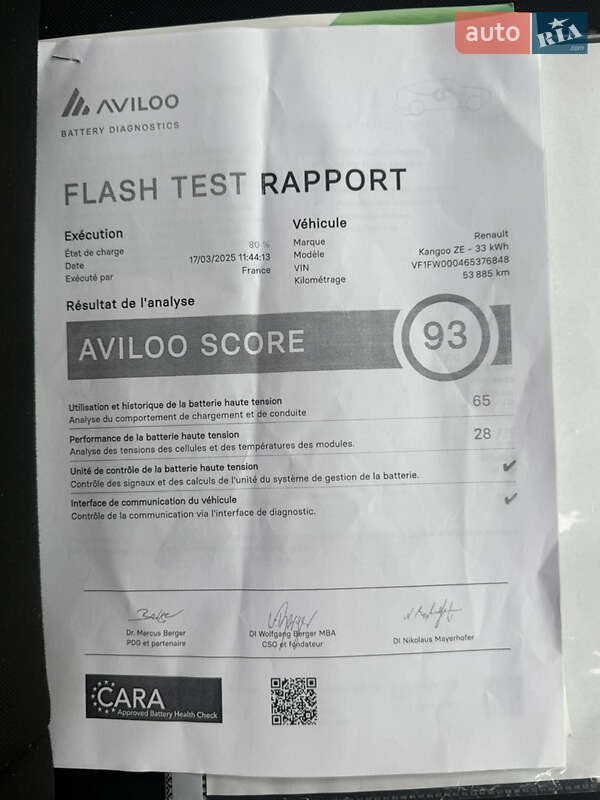 auto RIA.com
AVILOO
BATTERY DIAGNOSTICS
FLASH TEST RAPPORT
Exécution
État de charge 80 %
Date 17/03/2025 11:44:13
Exécuté par France
Véhicule
Marque Renault
Modèle Kangoo ZE - 33 kWh
VIN VF1FW000465376848
Kilométrage 53 885 km
Résultat de l'analyse
AVILOO SCORE 93
Utilisation et historique de la batterie haute tension 65
Analyse du comportement de chargement et de conduite
Performance de la batterie haute tension 28
Analyse des tensions des cellules et des températures des modules.
Unité de contrôle de la batterie haute tension ✔
Contrôle des signaux et des calculs de l'unité du système de gestion de la batterie.
Interface de communication du véhicule ✔
Contrôle de la communication via l'interface de diagnostic.
Dr. Marcus Berger
PDG et partenaire
DI Wolfgang Berger MBA
CSO et fondateur
DI Nikolaus Mayerhofer
CARA
Approved Battery Health Check